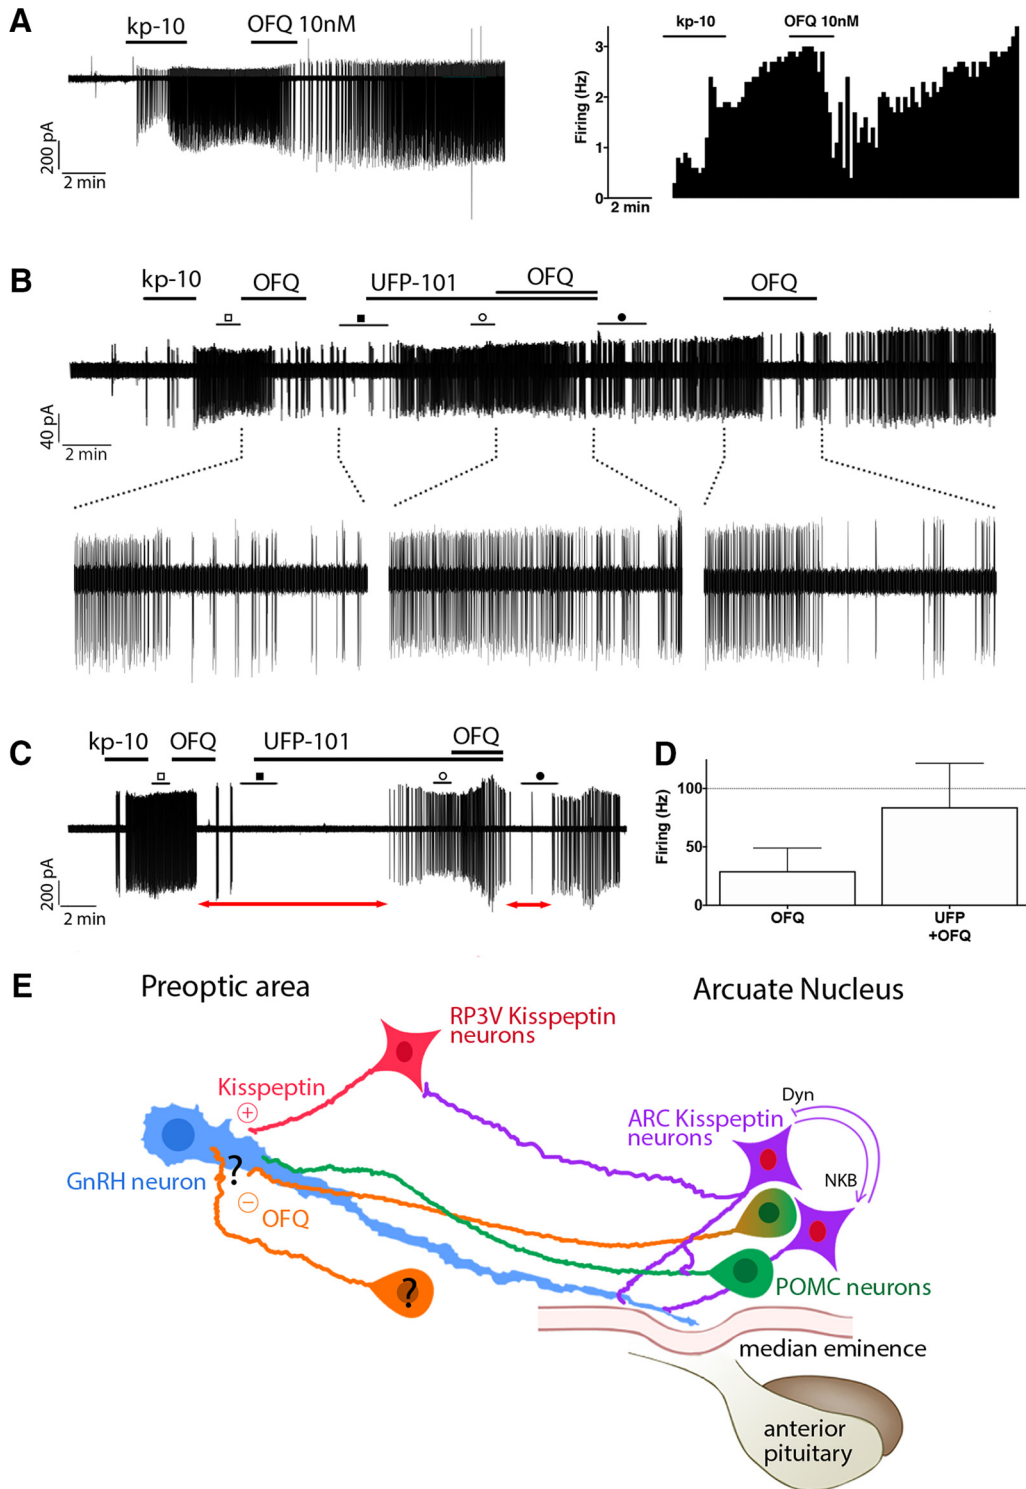 A
kp-10
OFQ 10nM
200 pA
2 min
kp-10
OFQ 10nM
Firing (Hz)
3
2
1
0
2 min
B
kp-10
OFQ
UFP-101
OFQ
OFQ
40 pA
2 min
C
kp-10
OFQ
UFP-101
OFQ
200 pA
2 min
D
Firing (Hz)
100
50
0
OFQ
UFP
+OFQ
E
Preoptic area
Arcuate Nucleus
RP3V Kisspeptin
neurons
Kisspeptin
+
Dyn
ARC Kisspeptin
neurons
GnRH neuron
?
NKB
−
OFQ
?
POMC neurons
median eminence
anterior
pituitary